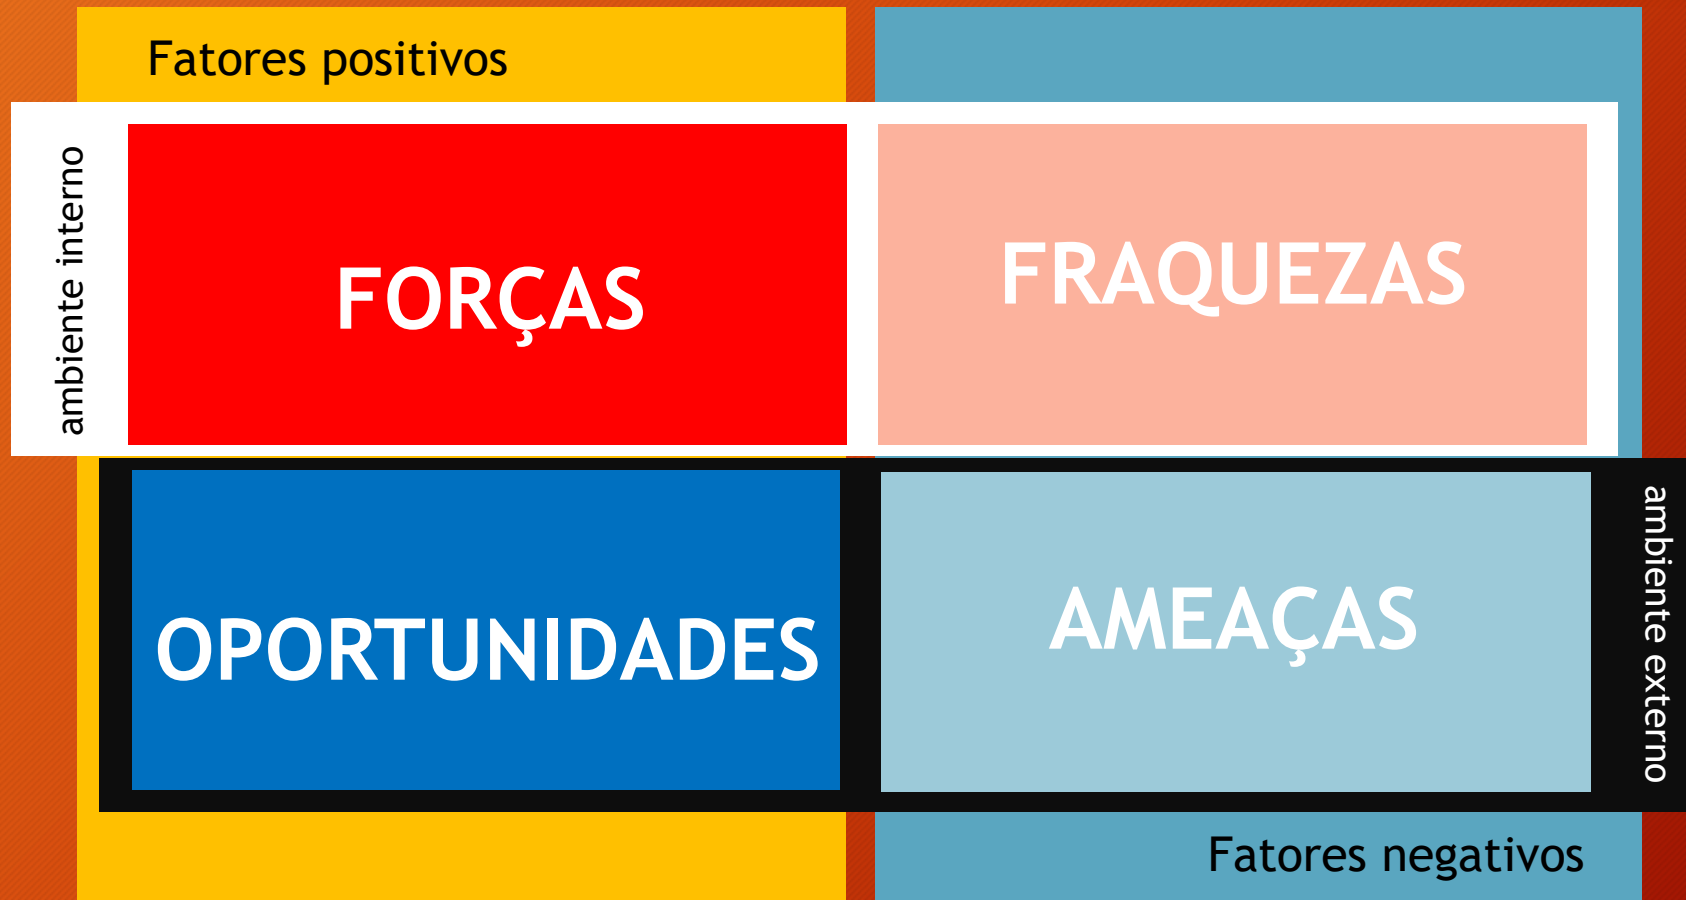 Fatores positivos
ambiente interno
FORÇAS
FRAQUEZAS
OPORTUNIDADES
AMEAÇAS
ambiente externo
Fatores negativos